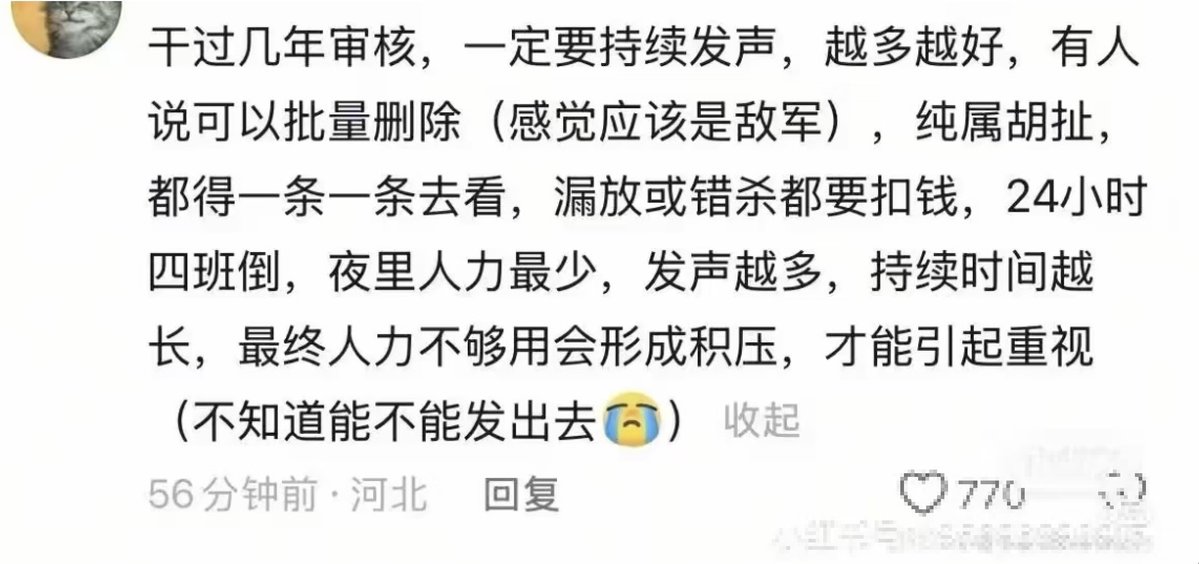 干过几年审核，一定要持续发声，越多越好，有人
说可以批量删除（感觉应该是敌军），纯属胡扯，
都得一条一条去看，漏放或错杀都要扣钱，24小时
四班倒，夜里人力最少，发声越多，持续时间越
长，最终人力不够用会形成积压，才能引起重视
（不知道能不能发出去😭） 收起
56分钟前·河北 回复 770
小红书号